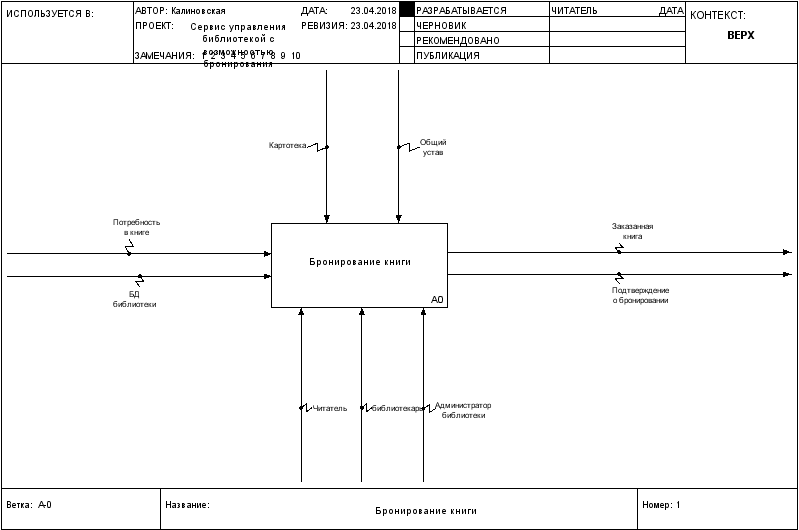 ИСПОЛЬЗУЕТСЯ В:
АВТОР: Калиновская
ДАТА: 23.04.2018
ПРОЕКТ: Сервис управления
библиотекой с
возможностью
бронирования
РЕВИЗИЯ: 23.04.2018
ЗАМЕЧАНИЯ: 1 2 3 4 5 6 7 8 9 10
РАЗРАБАТЫВАЕТСЯ
ЧЕРНОВИК
РЕКОМЕНДОВАНО
ПУБЛИКАЦИЯ
ЧИТАТЕЛЬ ДАТА
КОНТЕКСТ:
ВЕРХ
Картотека
Общий
устав
Потребность
в книге
БД
библиотеки
Бронирование книги
A0
Заказанная
книга
Подтверждение
о бронировании
Читатель
библиотекарь
Администратор
библиотеки
Ветка: A-0
Название: Бронирование книги
Номер: 1